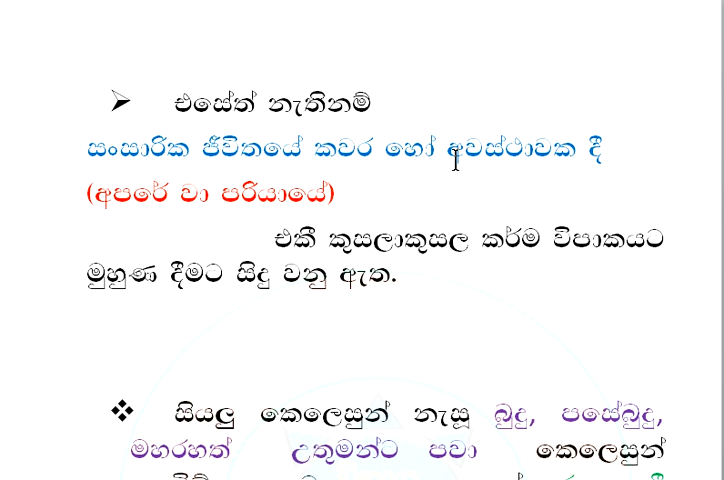 එසේත් නැතිනම්
සංසාරික ජීවිතයේ කවර හෝ අවස්ථාවක දී
(අපරේ වා පරියායේ)
එකී කුසලාකුසල කර්ම විපාකයට
මුහුණ දීමට සිදු වනු ඇත.
සියලු කෙලෙසුන් නැසූ බුදු, පසේබුදු,
මහරහත් උතුමන්ට පවා කෙලෙසුන්